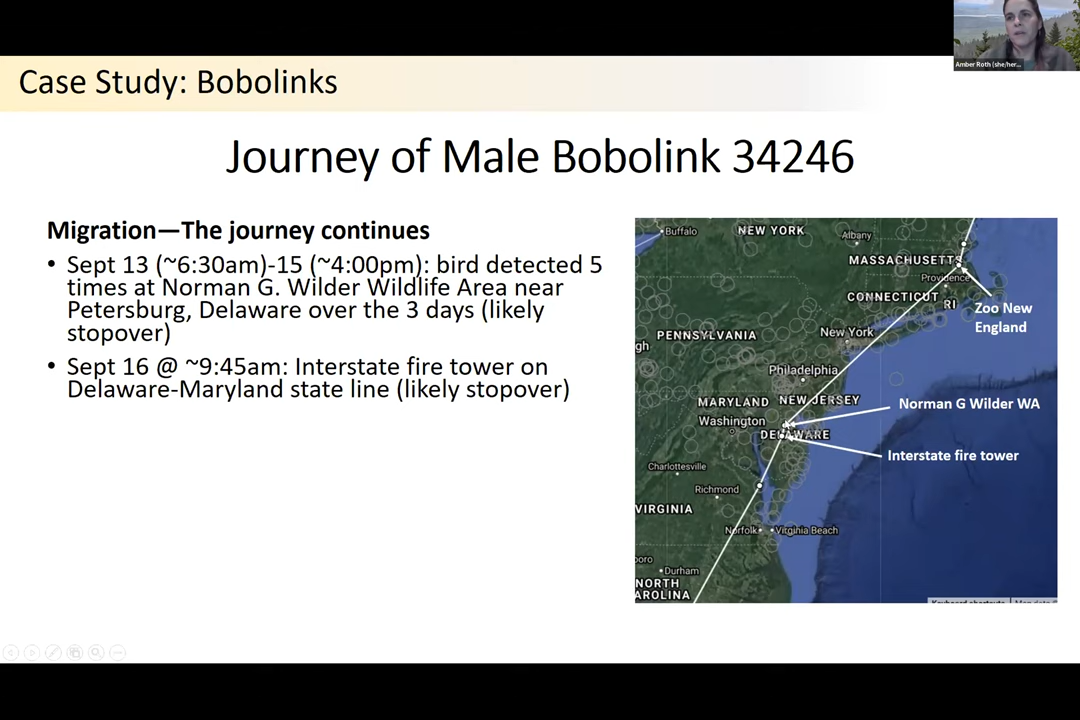 Amber Roth (she/her...
Case Study: Bobolinks
Journey of Male Bobolink 34246
Migration—The journey continues
• Sept 13 (~6:30am)-15 (~4:00pm): bird detected 5
times at Norman G. Wilder Wildlife Area near
Petersburg, Delaware over the 3 days (likely
stopover)
• Sept 16 @ ~9:45am: Interstate fire tower on
Delaware-Maryland state line (likely stopover)
Buffalo
NEW YORK
Albany
MASSACHUSETTS
Providence
CONNECTICUT
RI
Zoo New
England
PENNSYLVANIA
New York
gh
Philadelphia
MARYLAND
NEW JERSEY
Norman G Wilder WA
Washington
DELAWARE
Interstate fire tower
Charlottesville
Richmond
VIRGINIA
Norfolk
Virginia Beach
boro
Durham
NORTH
AROLINA
Keyboard shortcuts